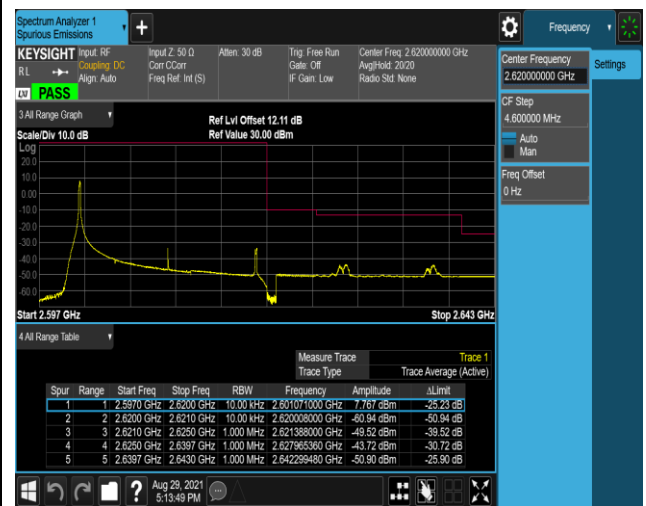 Spectrum Analyzer 1
Spurious Emissions
Frequency
KEYSIGHT Input: RF Input Z: 50 Ω Atten: 30 dB Trig: Free Run Center Freq: 2.620000000 GHz
RL Coupling: DC Corr CCorr Gate: Off Avg|Hold: 20/20
Align: Auto Freq Ref: Int (S) IF Gain: Low Radio Std: None
LXI PASS
Center Frequency
2.620000000 GHz
Settings
CF Step
4.600000 MHz
Auto
Man
Freq Offset
0 Hz
3 All Range Graph
Ref Lvl Offset 12.11 dB
Scale/Div 10.0 dB Ref Value 30.00 dBm
Log
20.0
10.0
0.00
-10.0
-20.0
-30.0
-40.0
-50.0
-60.0
Start 2.597 GHz Stop 2.643 GHz
4 All Range Table
Measure Trace Trace 1
Trace Type Trace Average (Active)
Spur Range Start Freq Stop Freq RBW Frequency Amplitude ΔLimit
1 1 2.5970 GHz 2.6200 GHz 10.00 kHz 2.601071000 GHz 7.767 dBm -25.23 dB
2 2 2.6200 GHz 2.6210 GHz 10.00 kHz 2.620008000 GHz -60.94 dBm -50.94 dB
3 3 2.6210 GHz 2.6250 GHz 1.000 MHz 2.621388000 GHz -49.52 dBm -39.52 dB
4 4 2.6250 GHz 2.6397 GHz 1.000 MHz 2.627965360 GHz -43.72 dBm -30.72 dB
5 5 2.6397 GHz 2.6430 GHz 1.000 MHz 2.642299480 GHz -50.90 dBm -25.90 dB
Aug 29, 2021
5:13:49 PM